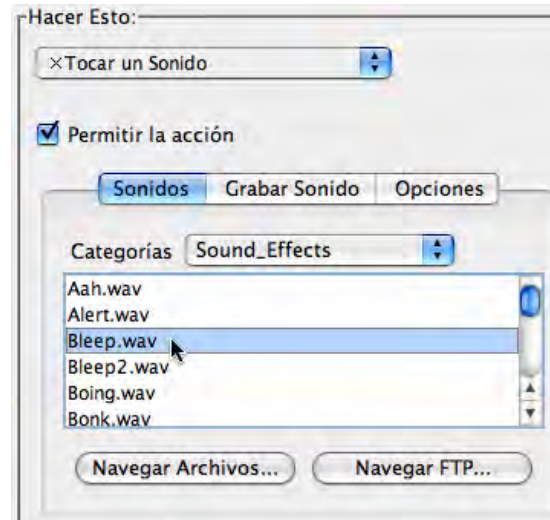 Hacer Esto:
×Tocar un Sonido
Permitir la acción
Sonidos Grabar Sonido Opciones
Categorías Sound_Effects
Aah.wav
Alert.wav
Bleep.wav
Bleep2.wav
Boing.wav
Bonk.wav
Navegar Archivos... Navegar FTP...